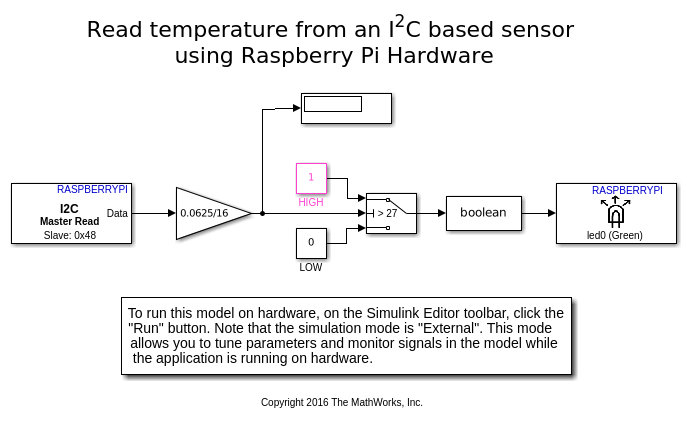 Read temperature from an I²C based sensor
using Raspberry Pi Hardware
RASPBERRYPI
I2C
Master Read
Slave: 0x48
Data
0.0625/16
1
HIGH
> 27
0
LOW
boolean
RASPBERRYPI
led0 (Green)
To run this model on hardware, on the Simulink Editor toolbar, click the
"Run" button. Note that the simulation mode is "External". This mode
allows you to tune parameters and monitor signals in the model while
the application is running on hardware.
Copyright 2016 The MathWorks, Inc.